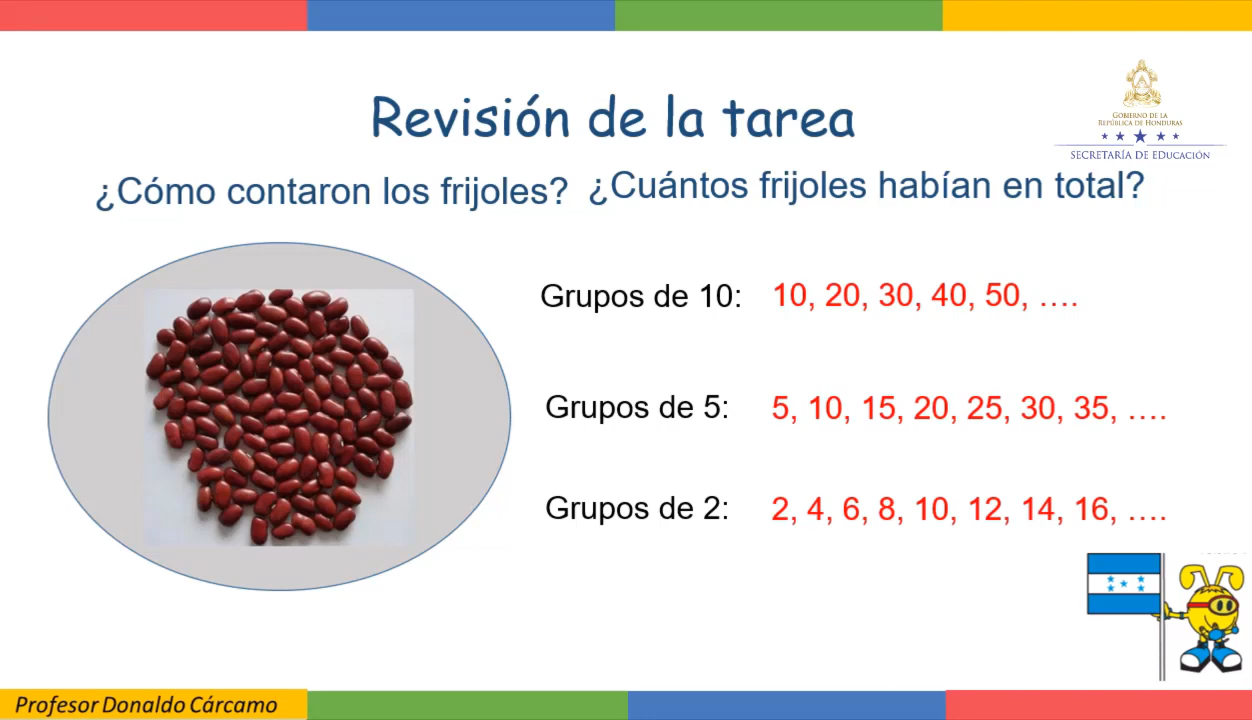 Revisión de la tarea
GOBIERNO DE LA
REPÚBLICA DE HONDURAS
SECRETARÍA DE EDUCACIÓN
¿Cómo contaron los frijoles? ¿Cuántos frijoles habían en total?
Grupos de 10: 10, 20, 30, 40, 50, ....
Grupos de 5: 5, 10, 15, 20, 25, 30, 35, ....
Grupos de 2: 2, 4, 6, 8, 10, 12, 14, 16, ....
Profesor Donaldo Cárcamo